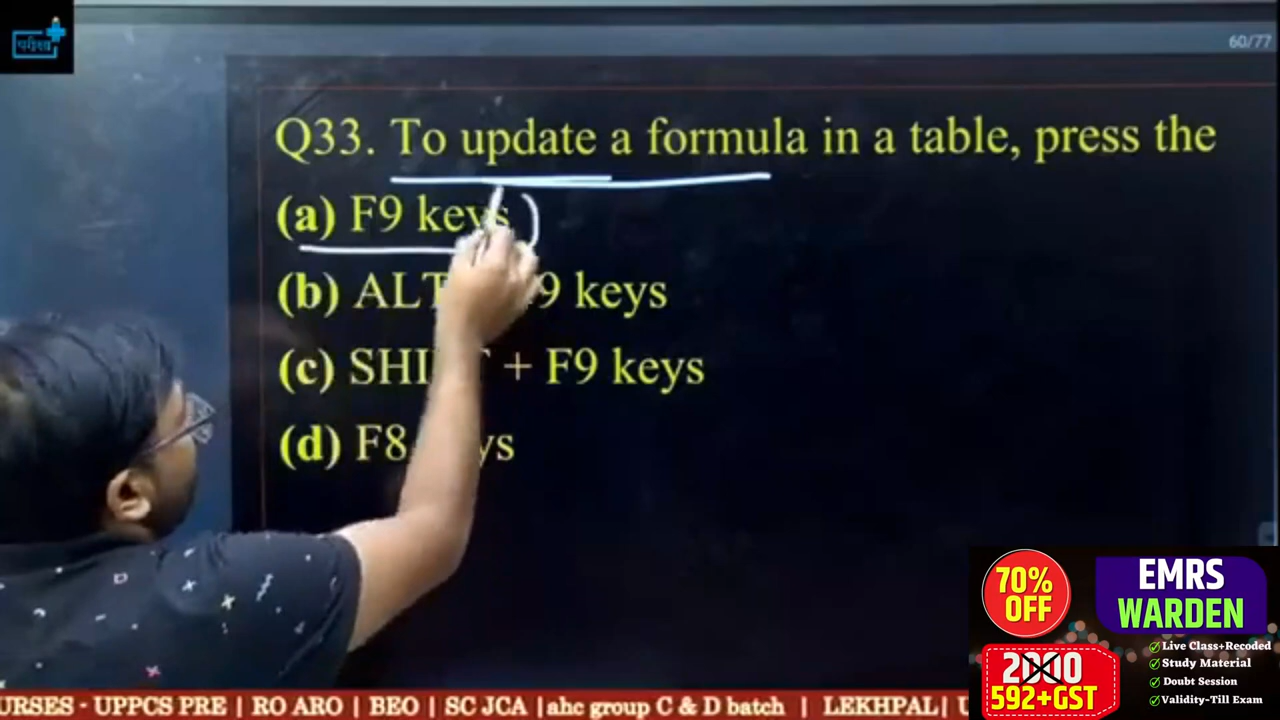 परीक्षा
60/77
Q33. To update a formula in a table, press the
(a) F9 keys
(b) ALT 9 keys
(c) SHI + F9 keys
(d) F8 ys
70%
OFF
EMRS
WARDEN
2000
592+GST
Live Class+Recoded
Study Material
Doubt Session
Validity-Till Exam
URSES - UPPCS PRE | RO ARO | BEO | SC JCA |ahc group C & D batch | LEKHPAL| U